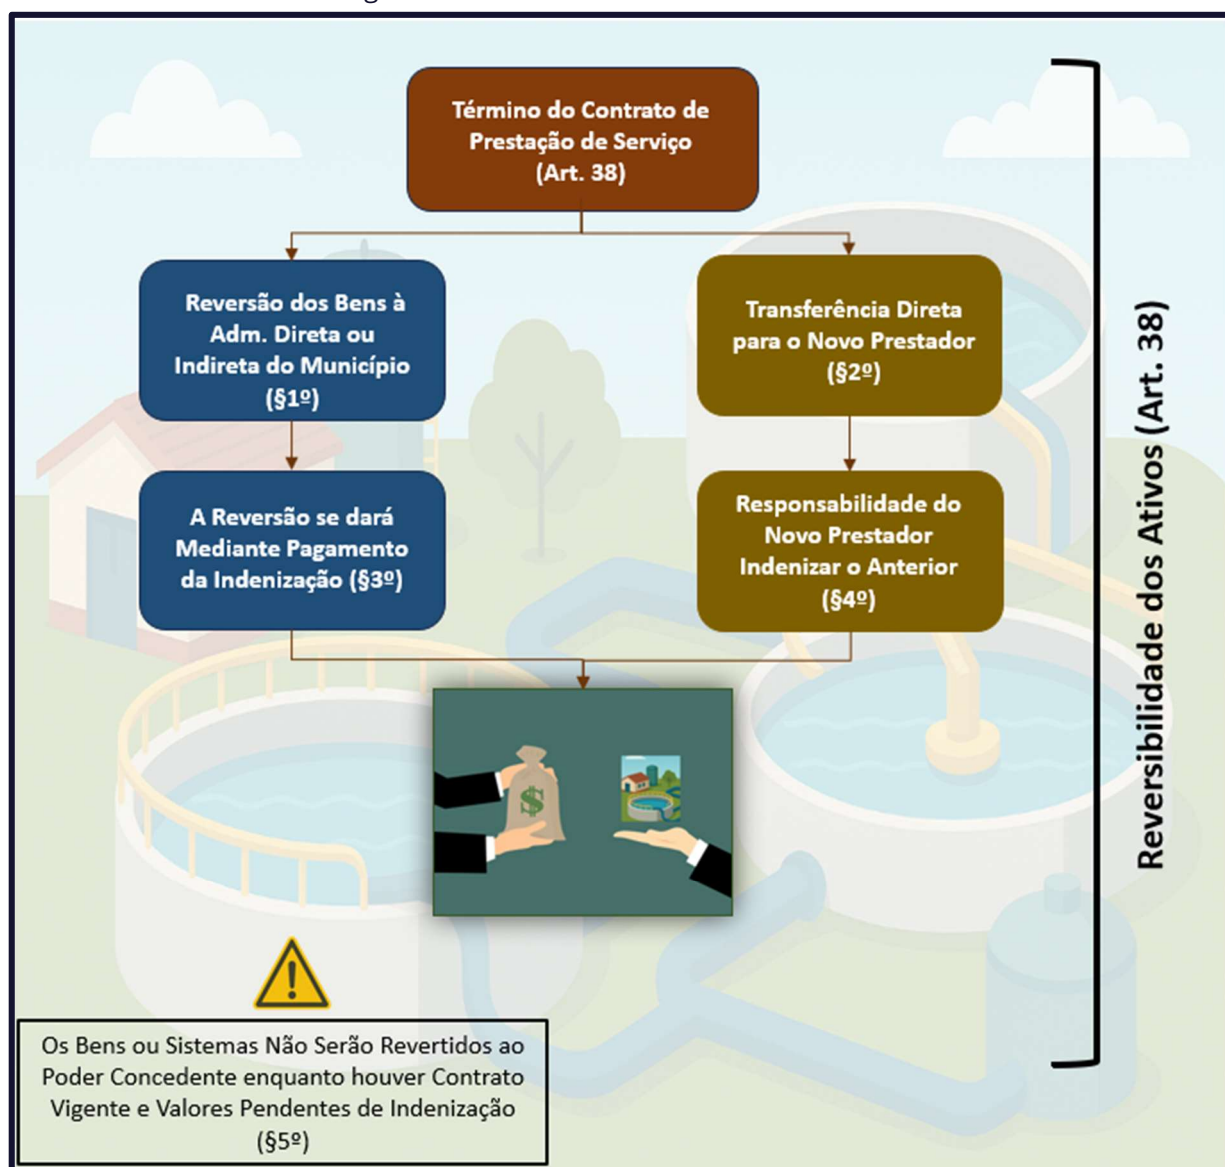 Término do Contrato de
Prestação de Serviço
(Art. 38)
Reversão dos Bens à
Adm. Direta ou
Indireta do Município
(§1º)
Transferência Direta
para o Novo Prestador
(§2º)
A Reversão se dará
Mediante Pagamento
da Indenização (§3º)
Responsabilidade do
Novo Prestador
Indenizar o Anterior
(§4º)
$
Os Bens ou Sistemas Não Serão Revertidos ao
Poder Concedente enquanto houver Contrato
Vigente e Valores Pendentes de Indenização
(§5º)
Reversibilidade dos Ativos (Art. 38)